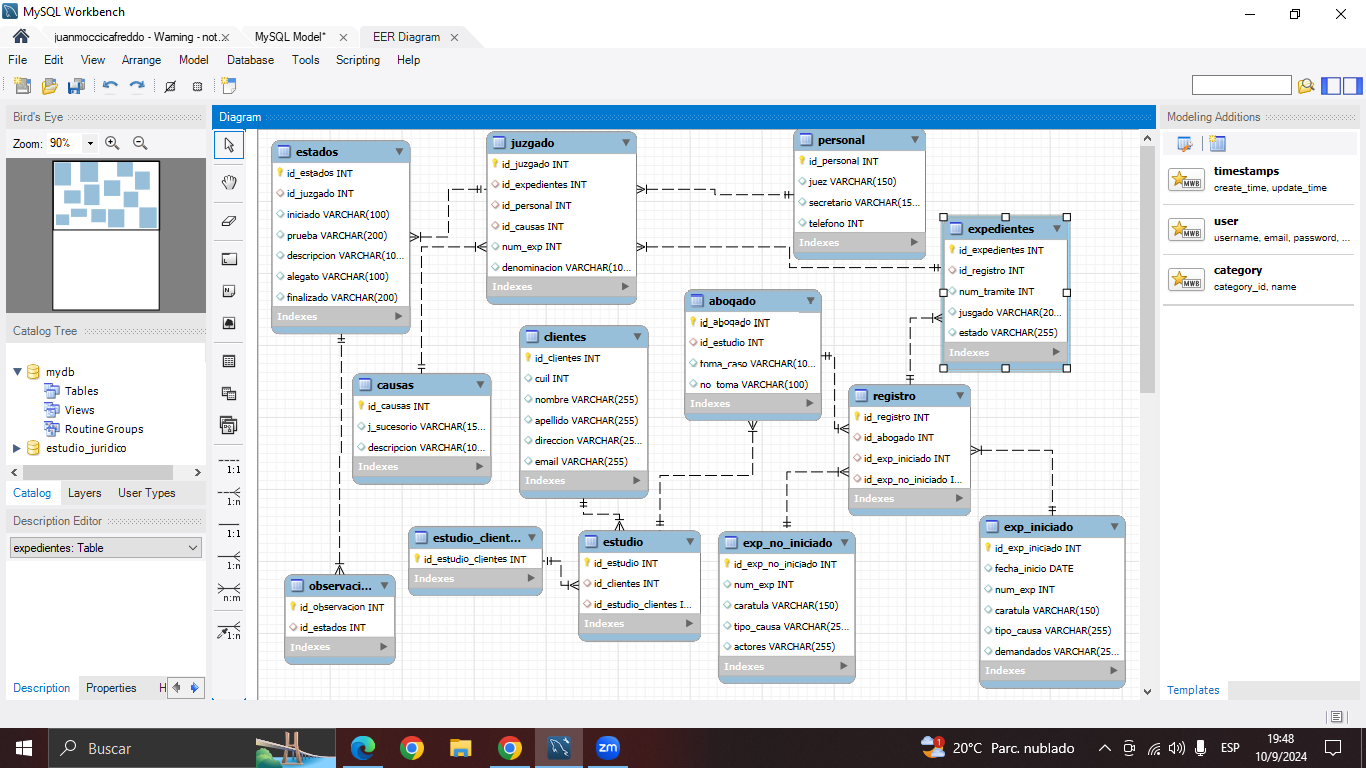 MySQL Workbench
juanmoccicafreddo - Warning - not...
MySQL Model*
EER Diagram
File Edit View Arrange Model Database Tools Scripting Help
Bird's Eye
Zoom: 90%
Catalog Tree
mydb
Tables
Views
Routine Groups
estudio_juridico
Catalog Layers User Types
Description Editor
expedientes: Table
Description Properties H
1:1
1:n
1:1
1:n
n:m
1:n
Diagram
estados
id_estados INT
id_juzgado INT
iniciado VARCHAR(100)
prueba VARCHAR(200)
descripcion VARCHAR(10...
alegato VARCHAR(100)
finalizado VARCHAR(200)
Indexes
juzgado
id_juzgado INT
id_expedientes INT
id_personal INT
id_causas INT
num_exp INT
denominacion VARCHAR(10...
Indexes
personal
id_personal INT
juez VARCHAR(150)
secretario VARCHAR(15...
telefono INT
Indexes
expedientes
id_expedientes INT
id_registro INT
num_tramite INT
jusgado VARCHAR(20...
estado VARCHAR(255)
Indexes
abogado
id_abogado INT
id_estudio INT
toma_caso VARCHAR(10...
no_toma VARCHAR(100)
Indexes
clientes
id_clientes INT
cuil INT
nombre VARCHAR(255)
apellido VARCHAR(255)
direccion VARCHAR(25...
email VARCHAR(255)
Indexes
causas
id_causas INT
j_sucesorio VARCHAR(15...
descripcion VARCHAR(10...
Indexes
registro
id_registro INT
id_abogado INT
id_exp_iniciado INT
id_exp_no_iniciado I...
Indexes
estudio_client...
id_estudio_clientes INT
Indexes
estudio
id_estudio INT
id_clientes INT
id_estudio_clientes I...
Indexes
exp_no_iniciado
id_exp_no_iniciado INT
num_exp INT
caratula VARCHAR(150)
tipo_causa VARCHAR(25...
actores VARCHAR(255)
Indexes
exp_iniciado
id_exp_iniciado INT
fecha_inicio DATE
num_exp INT
caratula VARCHAR(150)
tipo_causa VARCHAR(255)
demandados VARCHAR(25...
Indexes
observaci...
id_observacion INT
id_estados INT
Indexes
Modeling Additions
MWB
timestamps
create_time, update_time
MWB
user
username, email, password, ...
MWB
category
category_id, name
Templates
Buscar
zm
1
20°C Parc. nublado
ESP
19:48
10/9/2024